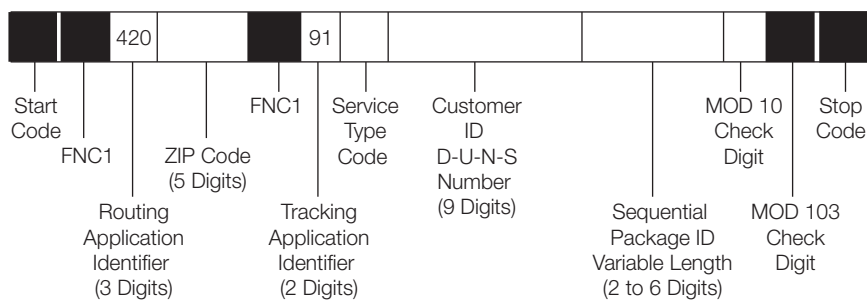 420
91
Start
Code
FNC1
ZIP Code
(5 Digits)
FNC1
Service
Type
Code
Customer
ID
D-U-N-S
Number
(9 Digits)
MOD 10
Check
Digit
Stop
Code
Routing
Application
Identifier
(3 Digits)
Tracking
Application
Identifier
(2 Digits)
Sequential
Package ID
Variable Length
(2 to 6 Digits)
MOD 103
Check
Digit